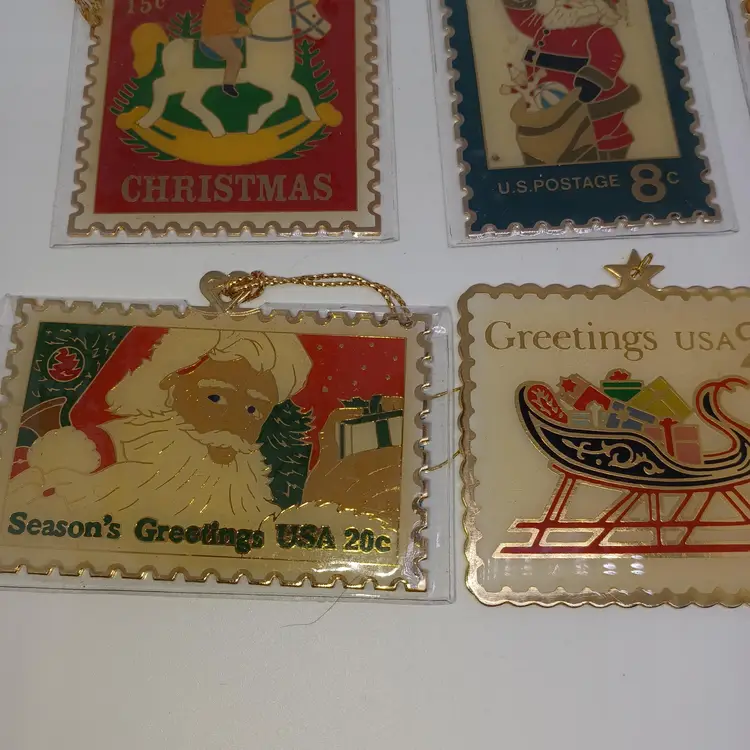 15c
CHRISTMAS
U.S. POSTAGE 8c
Season's Greetings USA 20c
Greetings USA